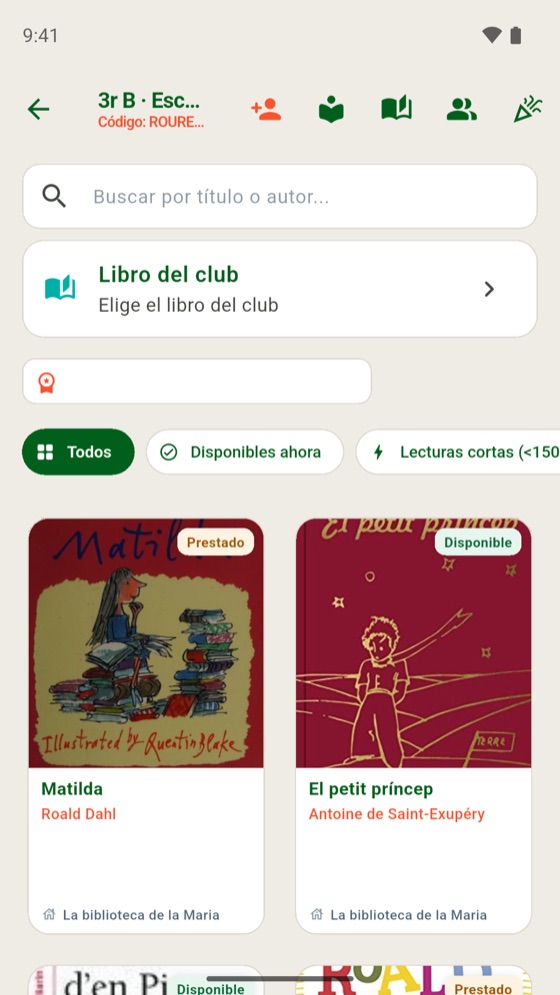 9:41
3r B · Esc...
Código: ROURE...
Buscar por título o autor...
Libro del club
Elige el libro del club
Todos
Disponibles ahora
Lecturas cortas (<150
Matil
Prestado
El petit príncep
Disponible
Illustrated by Quentin Blake
TERRE
Matilda
Roald Dahl
El petit príncep
Antoine de Saint-Exupéry
La biblioteca de la Maria
La biblioteca de la Maria
d'en Pi
Disponible
ROAL
Prestado